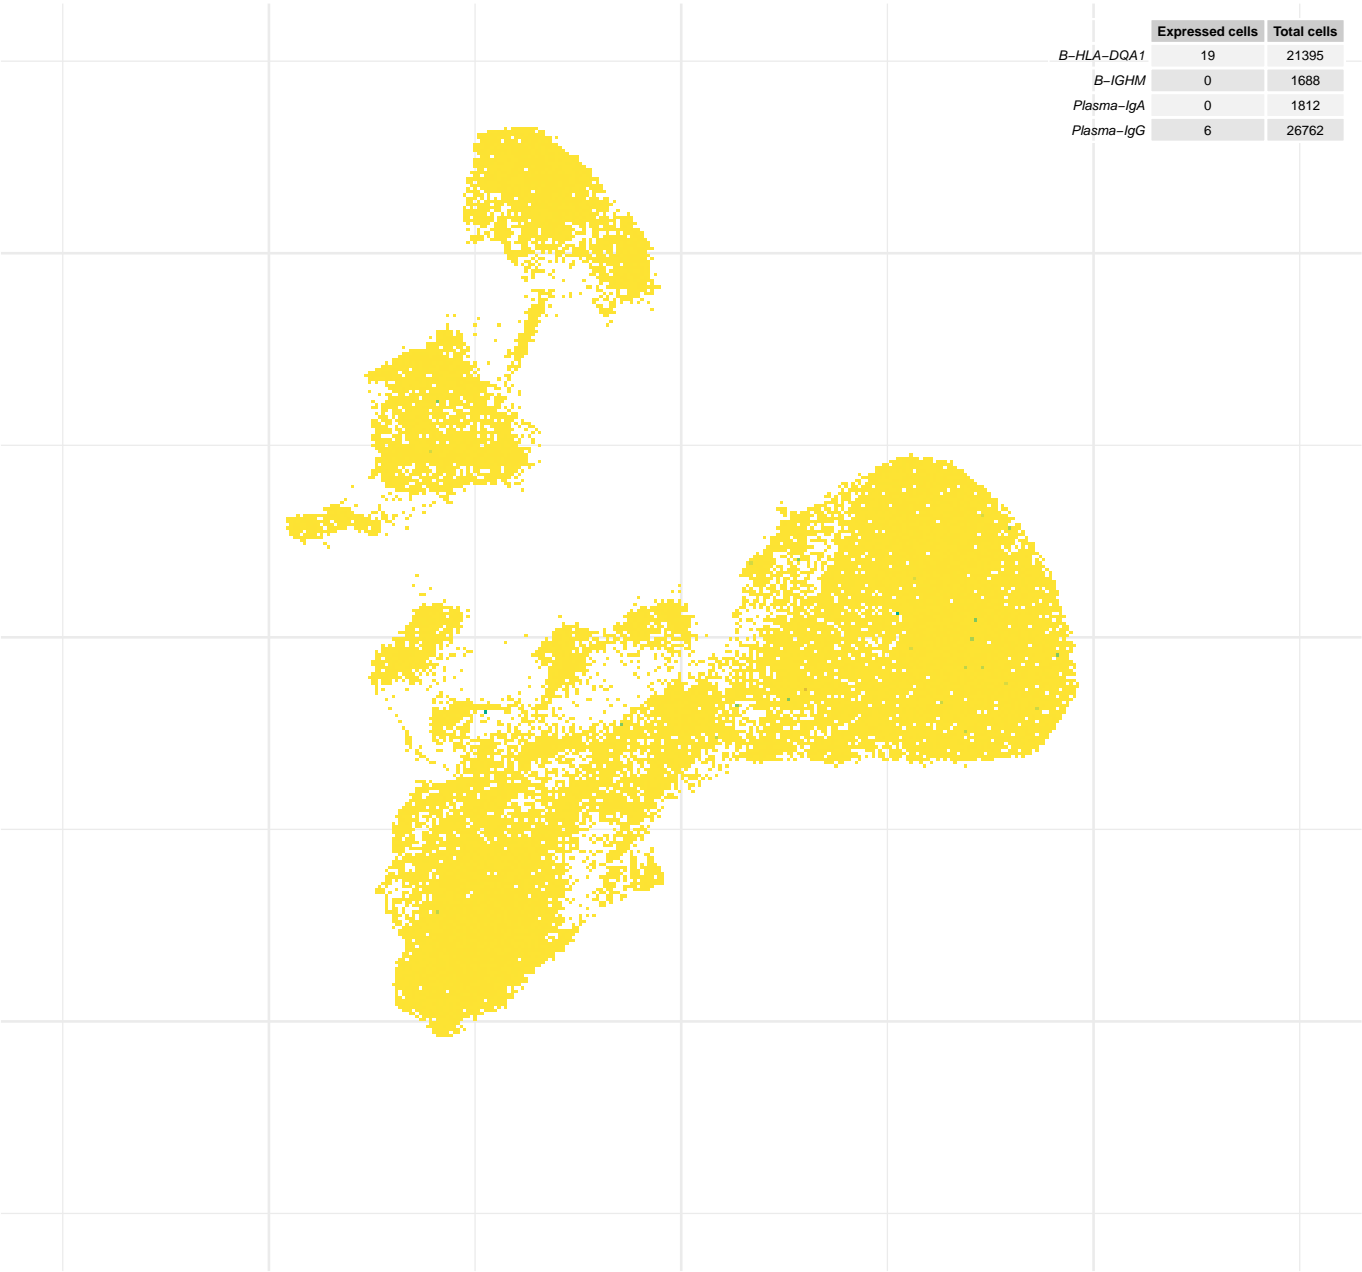 Expressed cells Total cells
B−HLA−DQA1 19 21395
B−IGHM 0 1688
Plasma−IgA 0 1812
Plasma−IgG 6 26762